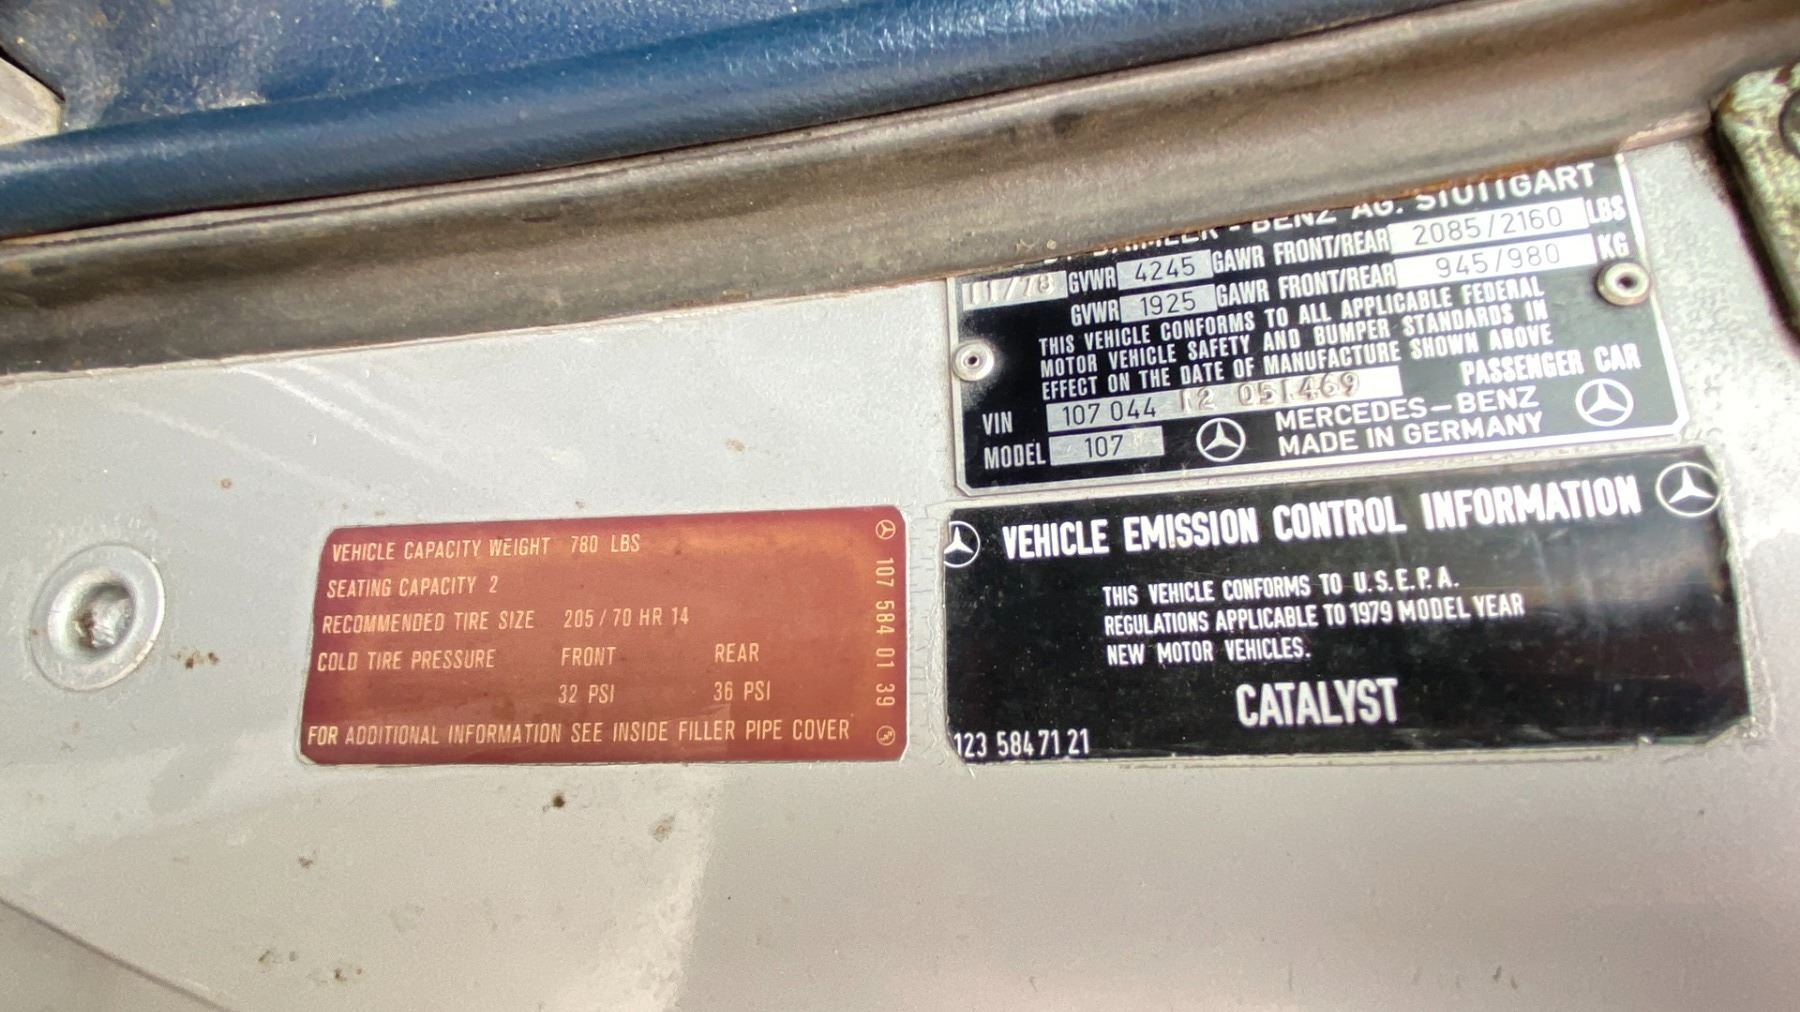 DAIMLER - BENZ AG. STUTTGART
11/78 GVWR 4245 GAWR FRONT/REAR 2085/2160 LBS
GVWR 1925 GAWR FRONT/REAR 945/980 KG
THIS VEHICLE CONFORMS TO ALL APPLICABLE FEDERAL
MOTOR VEHICLE SAFETY AND BUMPER STANDARDS IN
EFFECT ON THE DATE OF MANUFACTURE SHOWN ABOVE
VIN 107 044 12 051469 PASSENGER CAR
MODEL 107 MERCEDES-BENZ
MADE IN GERMANY
VEHICLE CAPACITY WEIGHT 780 LBS
SEATING CAPACITY 2
RECOMMENDED TIRE SIZE 205/70 HR 14
COLD TIRE PRESSURE FRONT REAR
32 PSI 36 PSI
FOR ADDITIONAL INFORMATION SEE INSIDE FILLER PIPE COVER
107 584 01 39
VEHICLE EMISSION CONTROL INFORMATION
THIS VEHICLE CONFORMS TO U.S.E.P.A.
REGULATIONS APPLICABLE TO 1979 MODEL YEAR
NEW MOTOR VEHICLES.
CATALYST
123 584 71 21